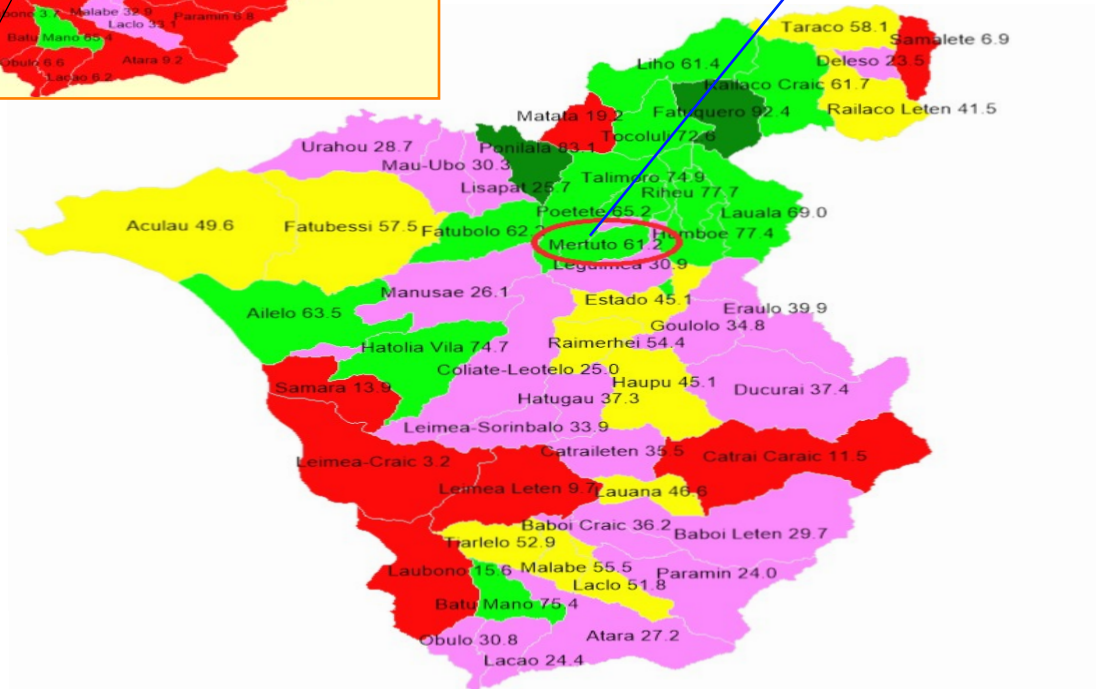 Malabe 32.9
Paramin 6.8
Laclo 33.1
Batu Mano 65.4
Atara 9.2
Obulo 6.6
Lacao 6.2
Taraco 58.1
Samalete 6.9
Deleso 23.5
Liho 61.4
Railaco Craic 61.7
Railaco Leten 41.5
Fatuquero 92.4
Matata 19.2
Tocoluli 72.6
Urahou 28.7
Ponilala 83.1
Mau-Ubo 30.3
Lisapat 25.7
Talimoro 74.9
Riheu 77.7
Poetete 65.2
Lauala 69.0
Aculau 49.6
Fatubessi 57.5
Fatubolo 62.2
Humboe 77.4
Mertuto 61.2
Leguimea 30.9
Manusae 26.1
Estado 45.1
Eraulo 39.9
Ailelo 63.5
Goulolo 34.8
Hatolia Vila 74.7
Raimerhei 54.4
Coliate-Leotelo 25.0
Haupu 45.1
Samara 13.9
Ducurai 37.4
Hatugau 37.3
Leimea-Sorinbalo 33.9
Catraileten 35.5
Catrai Caraic 11.5
Leimea-Craic 3.2
Leimea Leten 9.7
Lauana 46.6
Baboi Craic 36.2
Baboi Leten 29.7
Tiarlelo 52.9
Malabe 55.5
Laubono 15.6
Paramin 24.0
Laclo 51.8
Batu Mano 75.4
Obulo 30.8
Atara 27.2
Lacao 24.4